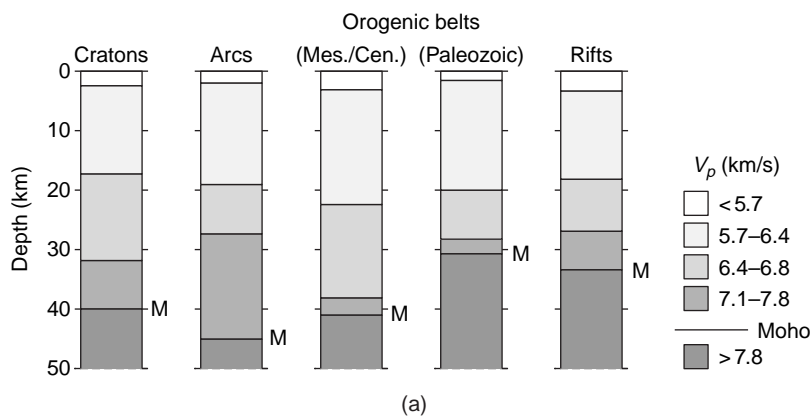 Orogenic belts
Cratons Arcs (Mes./Cen.) (Paleozoic) Rifts
0
10
20
30
40
50
Depth (km)
M
M
M
M
M
V_p (km/s)
<5.7
5.7–6.4
6.4–6.8
7.1–7.8
Moho
>7.8
(a)